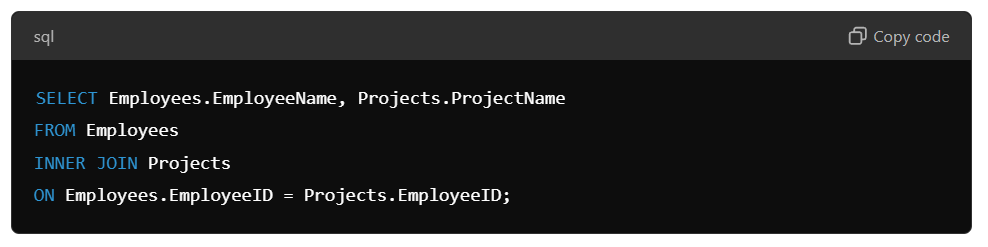 sql
Copy code
SELECT Employees.EmployeeName, Projects.ProjectName
FROM Employees
INNER JOIN Projects
ON Employees.EmployeeID = Projects.EmployeeID;